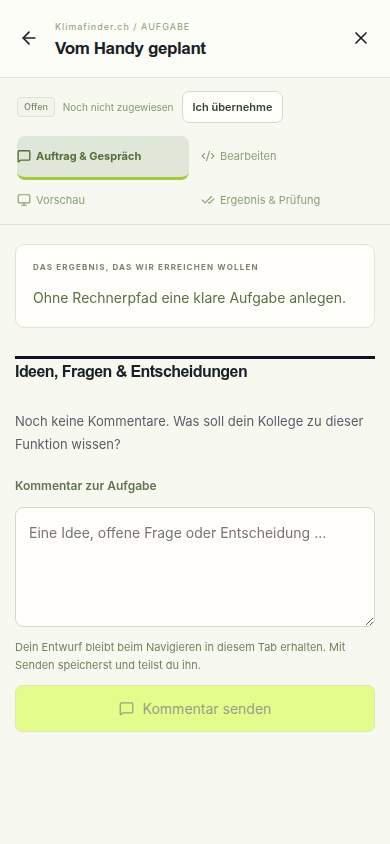 Klimafinder.ch / AUFGABE
Vom Handy geplant
Offen
Noch nicht zugewiesen
Ich übernehme
Auftrag & Gespräch
Bearbeiten
Vorschau
Ergebnis & Prüfung
DAS ERGEBNIS, DAS WIR ERREICHEN WOLLEN
Ohne Rechnerpfad eine klare Aufgabe anlegen.
Ideen, Fragen & Entscheidungen
Noch keine Kommentare. Was soll dein Kollege zu dieser
Funktion wissen?
Kommentar zur Aufgabe
Eine Idee, offene Frage oder Entscheidung ...
Dein Entwurf bleibt beim Navigieren in diesem Tab erhalten. Mit
Senden speicherst und teilst du ihn.
Kommentar senden